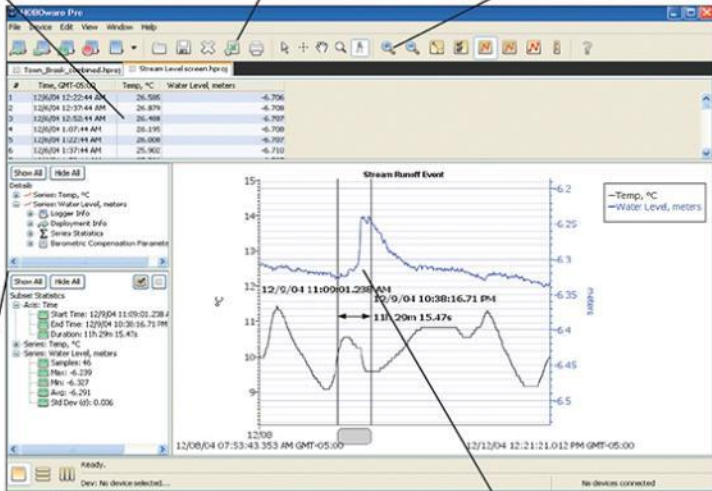 HOBOware Pro
File Device Edit View Window Help
Town_Brook_combined.hproj Stream Level screen.hproj
# Time, GMT-05:00 Temp, °C Water Level, meters
1 12/6/04 12:22:44 AM 26.585 -6.706
2 12/6/04 12:37:44 AM 26.879 -6.708
3 12/6/04 12:52:44 AM 26.488 -6.707
4 12/6/04 1:07:44 AM 26.195 -6.708
5 12/6/04 1:22:44 AM 26.008 -6.707
6 12/6/04 1:37:44 AM 25.902 -6.710
Show All Hide All
Details
Series: Temp, °C
Series: Water Level, meters
Logger Info
Deployment Info
Series Statistics
Barometric Compensation Paramete
Show All Hide All
Subset Statistics
Axis: Time
Start Time: 12/9/04 11:09:01.238 A
End Time: 12/9/04 10:38:16.71 PM
Duration: 11h 29m 15.47s
Series: Temp, °C
Series: Water Level, meters
Samples: 46
Max: -6.239
Min: -6.327
Avg: -6.291
Std Dev (σ): 0.006
Stream Runoff Event
15
14
13
12
11
10
9
°C
12/9/04 11:09:01.238 AM
12/9/04 10:38:16.71 PM
11h 29m 15.47s
-6.2
-6.25
-6.3
-6.35
-6.4
-6.45
-6.5
meters
Temp, °C
Water Level, meters
12/08
12/08/04 07:53:43.353 AM GMT-05:00
12/12/04 12:21:21.012 PM GMT-05:00
Ready.
Dev: No device selected...
No devices connected